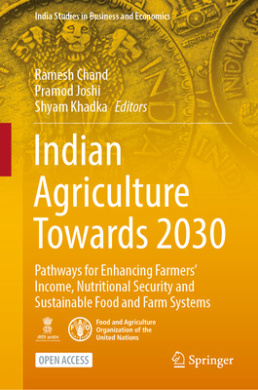 India Studies in Business and Economics
Ramesh Chand
Pramod Joshi
Shyam Khadka Editors
Indian
Agriculture
Towards 2030
Pathways for Enhancing Farmers'
Income, Nutritional Security and
Sustainable Food and Farm Systems
Food and Agriculture
Organization of the
United Nations
OPEN ACCESS
Springer